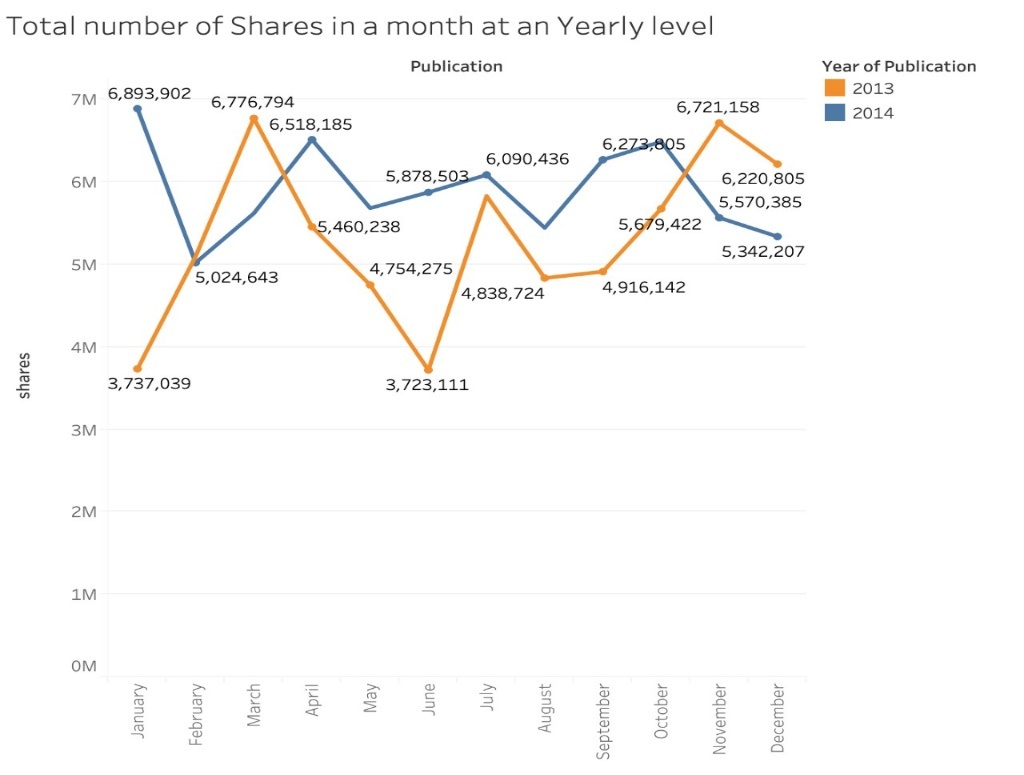 Total number of Shares in a month at an Yearly level
Publication
Year of Publication
2013
2014
shares
7M
6M
5M
4M
3M
2M
1M
0M
6,893,902
6,776,794
6,518,185
6,721,158
6,273,805
6,090,436
5,878,503
6,220,805
5,570,385
5,460,238
5,679,422
5,342,207
5,024,643
4,754,275
4,838,724
4,916,142
3,737,039
3,723,111
January
February
March
April
May
June
July
August
September
October
November
December